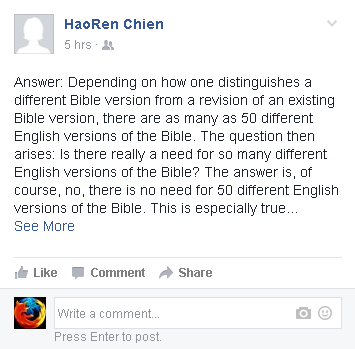 HaoRen Chien
5 hrs ·
Answer: Depending on how one distinguishes a
different Bible version from a revision of an existing
Bible version, there are as many as 50 different
English versions of the Bible. The question then
arises: Is there really a need for so many different
English versions of the Bible? The answer is, of
course, no, there is no need for 50 different English
versions of the Bible. This is especially true...
See More
Like Comment Share
Write a comment...
Press Enter to post.